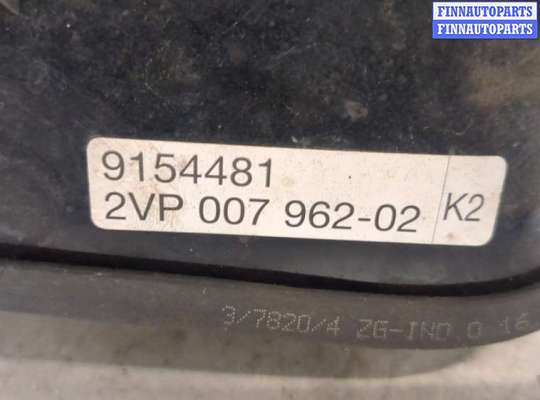 FINNAUTOPARTS
FINNAUTOPARTS
9154481
2VP 007 962-02 K2
3/7820/4 ZG-IND.0 16